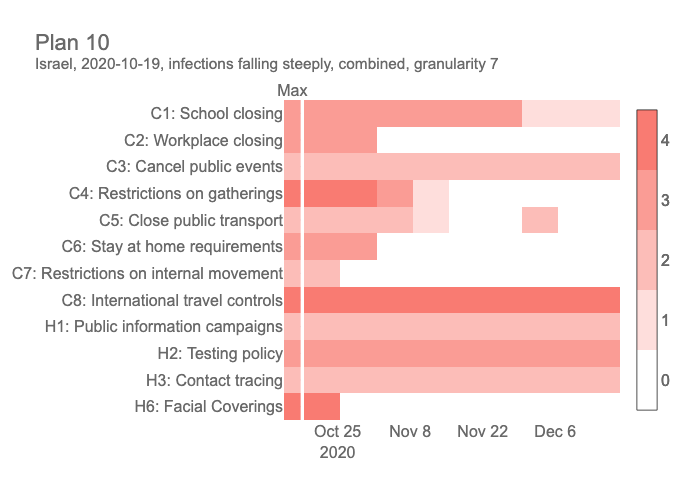 Plan 10
Israel, 2020-10-19, infections falling steeply, combined, granularity 7
Max
C1: School closing
C2: Workplace closing
C3: Cancel public events
C4: Restrictions on gatherings
C5: Close public transport
C6: Stay at home requirements
C7: Restrictions on internal movement
C8: International travel controls
H1: Public information campaigns
H2: Testing policy
H3: Contact tracing
H6: Facial Coverings
Oct 25 Nov 8 Nov 22 Dec 6
2020
4
3
2
1
0